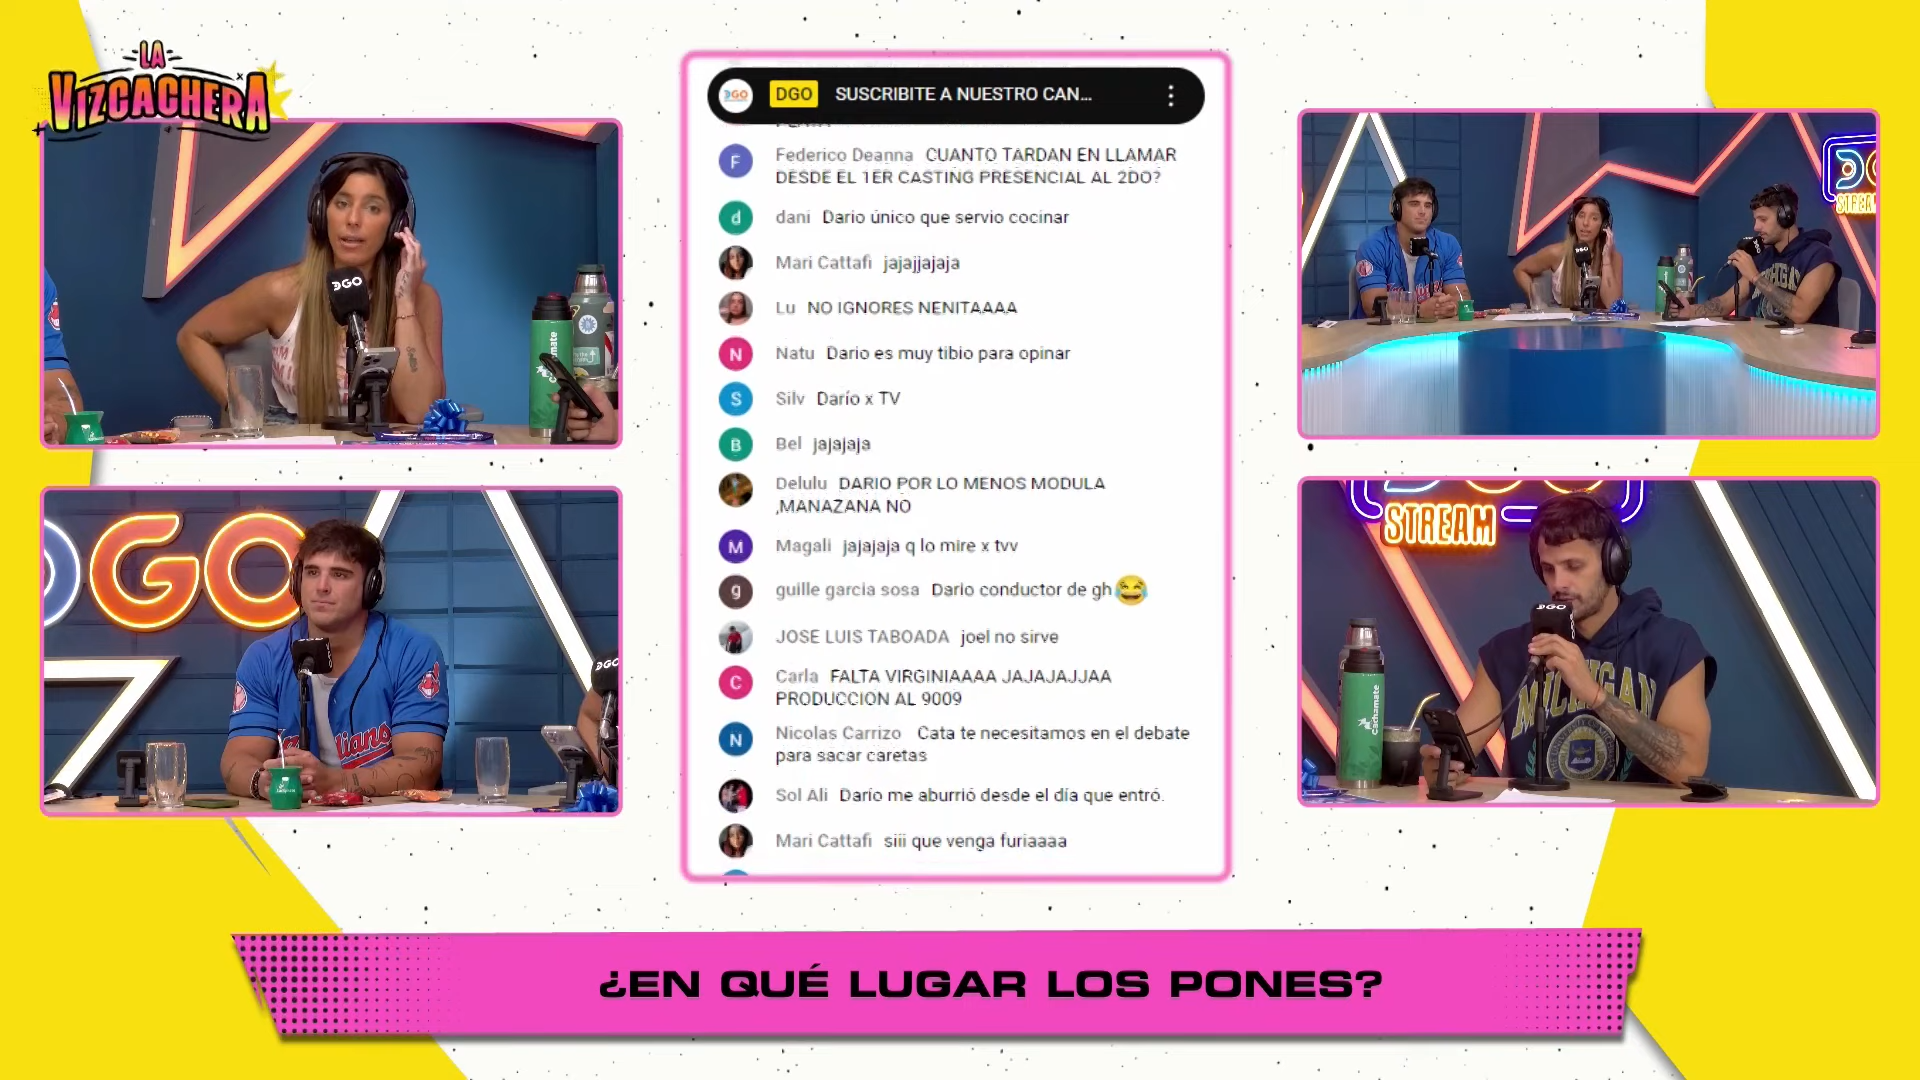 LA
VIZCACHERA
DGO
DGO SUSCRIBITE A NUESTRO CAN...
Federico Deanna CUANTO TARDAN EN LLAMAR
DESDE EL 1ER CASTING PRESENCIAL AL 2DO?
dani Dario único que servio cocinar
Mari Cattafi jajajjajaja
Lu NO IGNORES NENITAAAA
Natu Dario es muy tibio para opinar
Silv Darío x TV
Bel jajajaja
Delulu DARIO POR LO MENOS MODULA
,MANAZANA NO
Magali jajajaja q lo mire x tvv
guille garcia sosa Dario conductor de gh
JOSE LUIS TABOADA joel no sirve
Carla FALTA VIRGINIAAAA JAJAJAJJAA
PRODUCCION AL 9009
Nicolas Carrizo Cata te necesitamos en el debate
para sacar caretas
Sol Ali Darío me aburrió desde el día que entró.
Mari Cattafi siii que venga furiaaaa
DGO
STREAM
cachamate
MICHIGAN
¿EN QUÉ LUGAR LOS PONES?